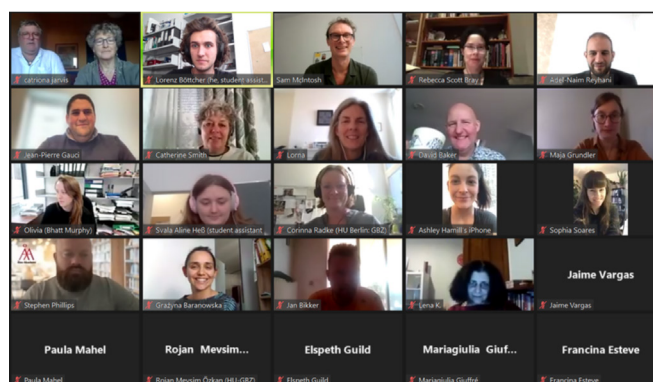 catriona jarvis
Lorenz Böttcher (he, student assist...
Sam McIntosh
Rebecca Scott Bray
Adel-Naim Reyhani
Jean-Pierre Gauci
Catherine Smith
Lorna
David Baker
Maja Grundler
Olivia (Bhatt Murphy)
Svala Aline Heß (student assistant
Corinna Radke (HU Berlin: GBZ)
Ashley Hamill's iPhone
Sophia Soares
Stephen Phillips
Grażyna Baranowska
Jan Bikker
Lena K.
Jaime Vargas
Jaime Vargas
Paula Mahel
Rojan Mevsim...
Elspeth Guild
Mariagiulia Giuf...
Francina Esteve
Paula Mahel
Rojan Mevsim Özkan (HU-GBZ)
Elspeth Guild
Mariagiulia Giuffré
Francina Esteve